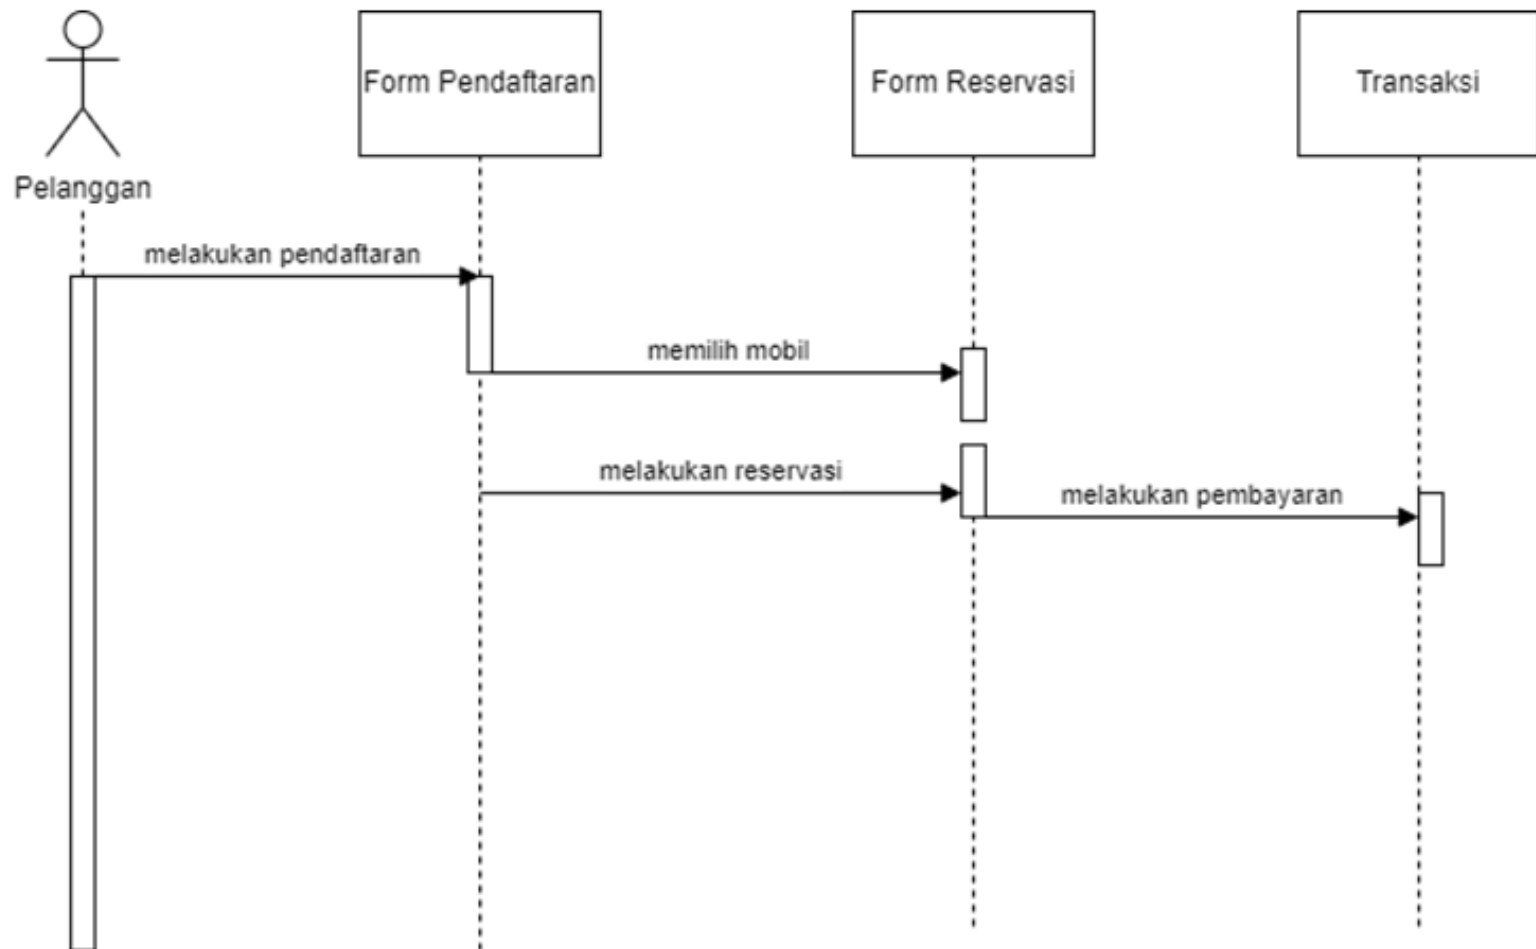 Form Pendaftaran
Form Reservasi
Transaksi
Pelanggan
melakukan pendaftaran
memilih mobil
melakukan reservasi
melakukan pembayaran